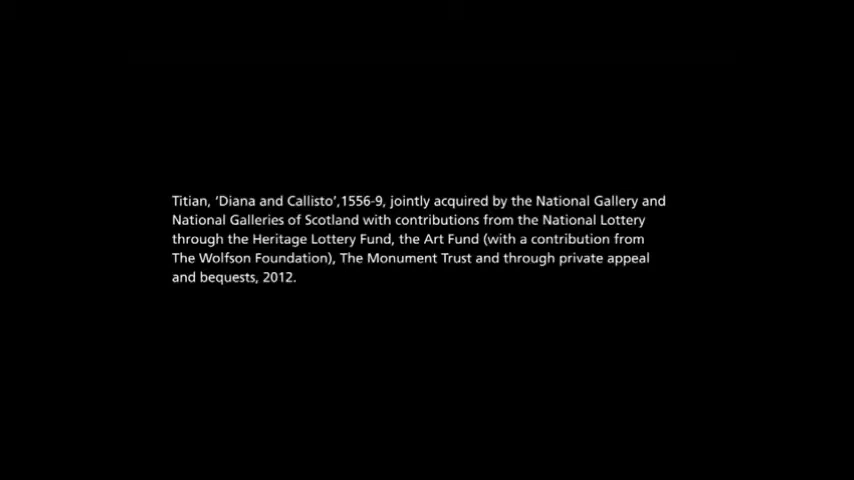 Titian, ‘Diana and Callisto’,1556-9, jointly acquired by the National Gallery and
National Galleries of Scotland with contributions from the National Lottery
through the Heritage Lottery Fund, the Art Fund (with a contribution from
The Wolfson Foundation), The Monument Trust and through private appeal
and bequests, 2012.